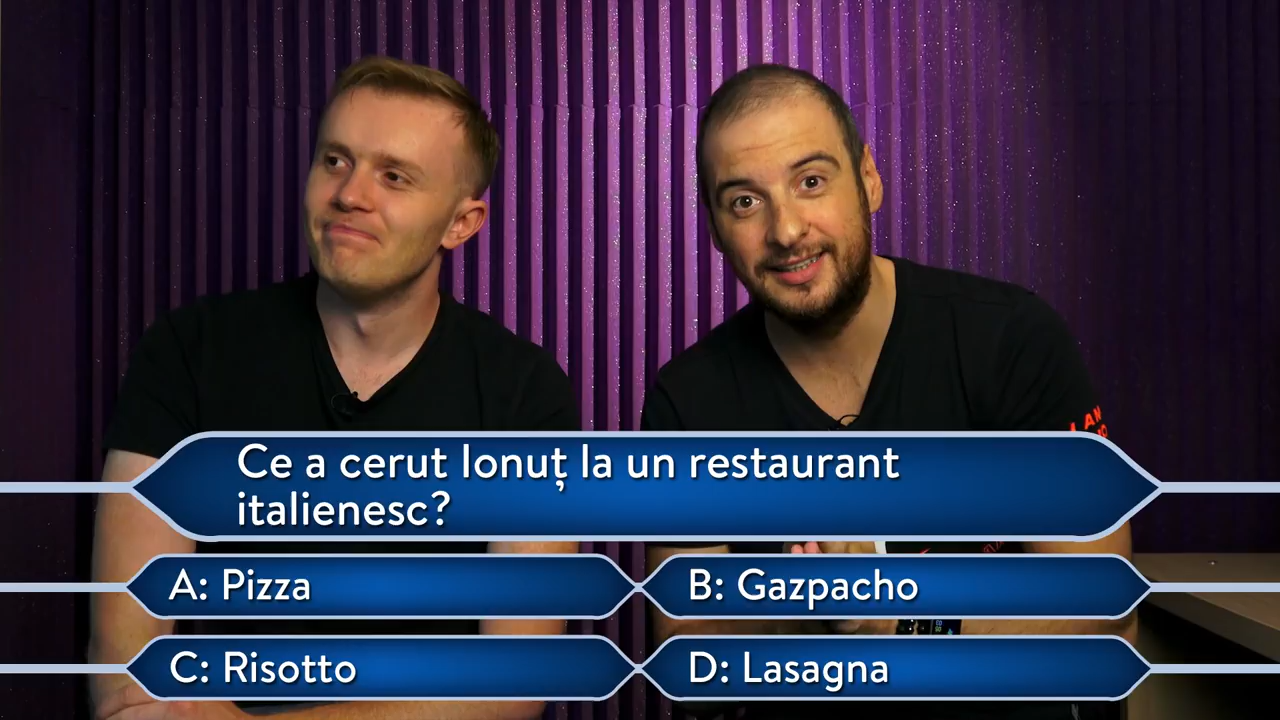 Ce a cerut Ionuț la un restaurant
italienesc?
A: Pizza
B: Gazpacho
C: Risotto
D: Lasagna